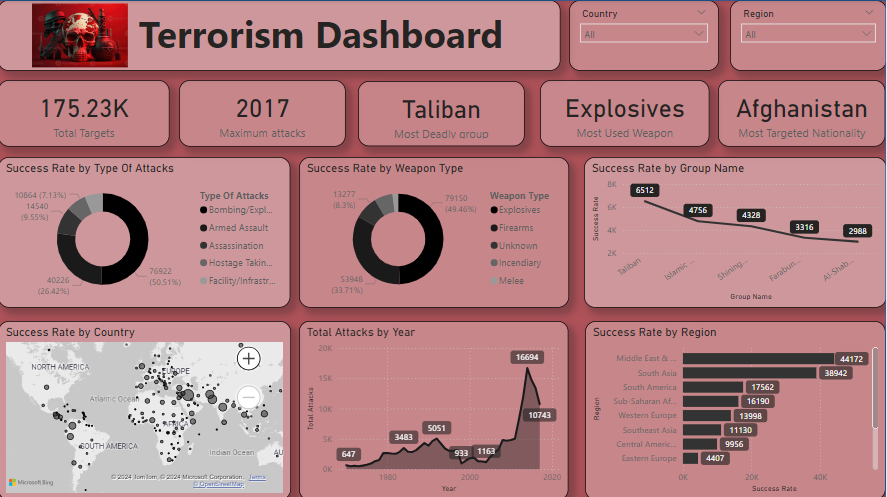 Terrorism Dashboard
Country
All
Region
All
175.23K
Total Targets
2017
Maximum attacks
Taliban
Most Deadly group
Explosives
Most Used Weapon
Afghanistan
Most Targeted Nationality
Success Rate by Type Of Attacks
10664 (7.13%)
14540
(9.55%)
40226
(26.42%)
76922
(50.51%)
Type Of Attacks
Bombing/Expl...
Armed Assault
Assassination
Hostage Takin...
Facility/Infrastr...
Success Rate by Weapon Type
13277
(8.3%)
53948
(33.71%)
79150
(49.46%)
Weapon Type
Explosives
Firearms
Unknown
Incendiary
Melee
Success Rate by Group Name
Success Rate
8K
6K
4K
2K
6512
4756
4328
3316
2988
Taliban
Islamic ...
Shining...
Farabun...
Al-Shab...
Group Name
Success Rate by Country
NORTH AMERICA
EUROPE
Atlantic Ocean
AFRICA
SOUTH AMERICA
Indian Ocean
AU
Microsoft Bing
© 2024 TomTom, © 2024 Microsoft Corporation, Terms
© OpenStreetMap
Total Attacks by Year
Total Attacks
20K
15K
10K
5K
0K
647
3483
5051
933
1163
16694
10743
1980
2000
2020
Year
Success Rate by Region
Region
Middle East & ... 44172
South Asia 38942
South America 17562
Sub-Saharan Af... 16190
Western Europe 13998
Southeast Asia 11130
Central Americ... 9956
Eastern Europe 4407
0K 20K 40K
Success Rate